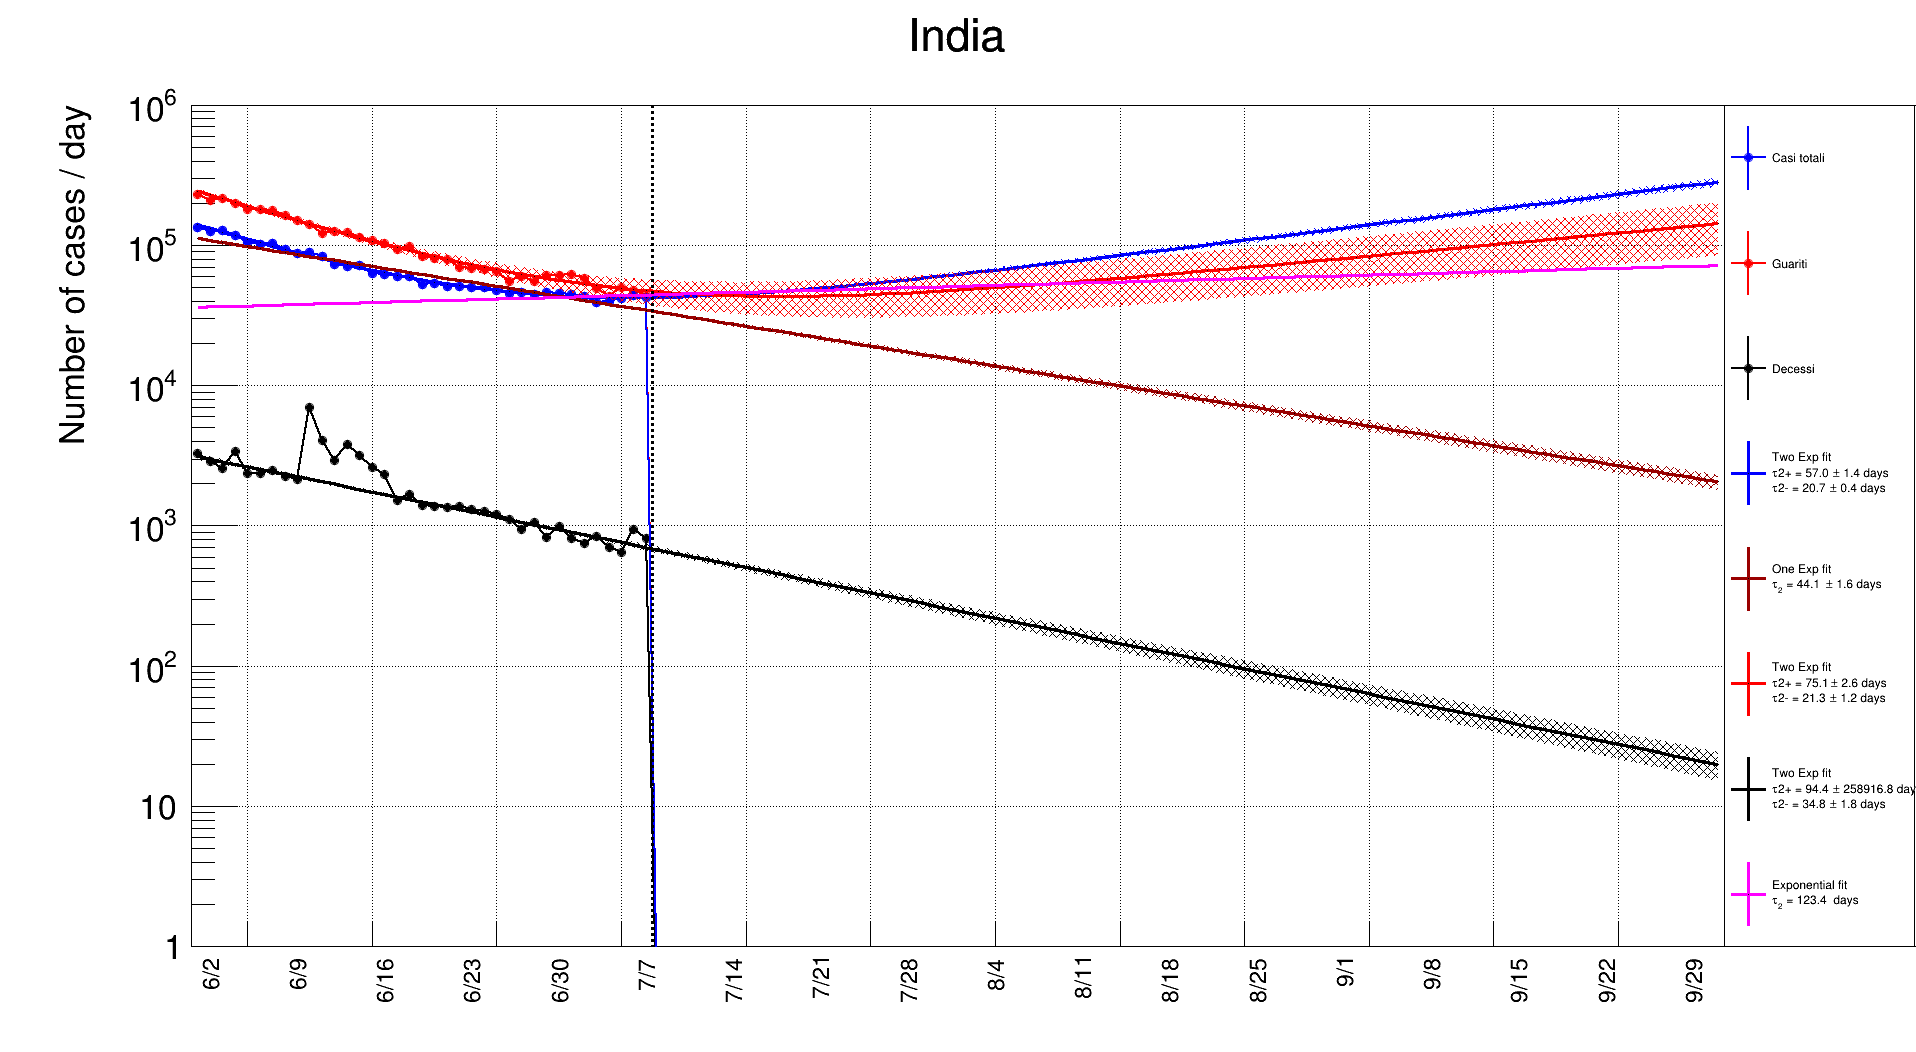 India
Number of cases / day
10^6
10^5
10^4
10^3
10^2
10
1
6/2
6/9
6/16
6/23
6/30
7/7
7/14
7/21
7/28
8/4
8/11
8/18
8/25
9/1
9/8
9/15
9/22
9/29
Casi totali
Guariti
Decessi
Two Exp fit
τ2+ = 57.0 ± 1.4 days
τ2- = 20.7 ± 0.4 days
One Exp fit
τ₂ = 44.1 ± 1.6 days
Two Exp fit
τ2+ = 75.1 ± 2.6 days
τ2- = 21.3 ± 1.2 days
Two Exp fit
τ2+ = 94.4 ± 258916.8 day
τ2- = 34.8 ± 1.8 days
Exponential fit
τ₂ = 123.4 days